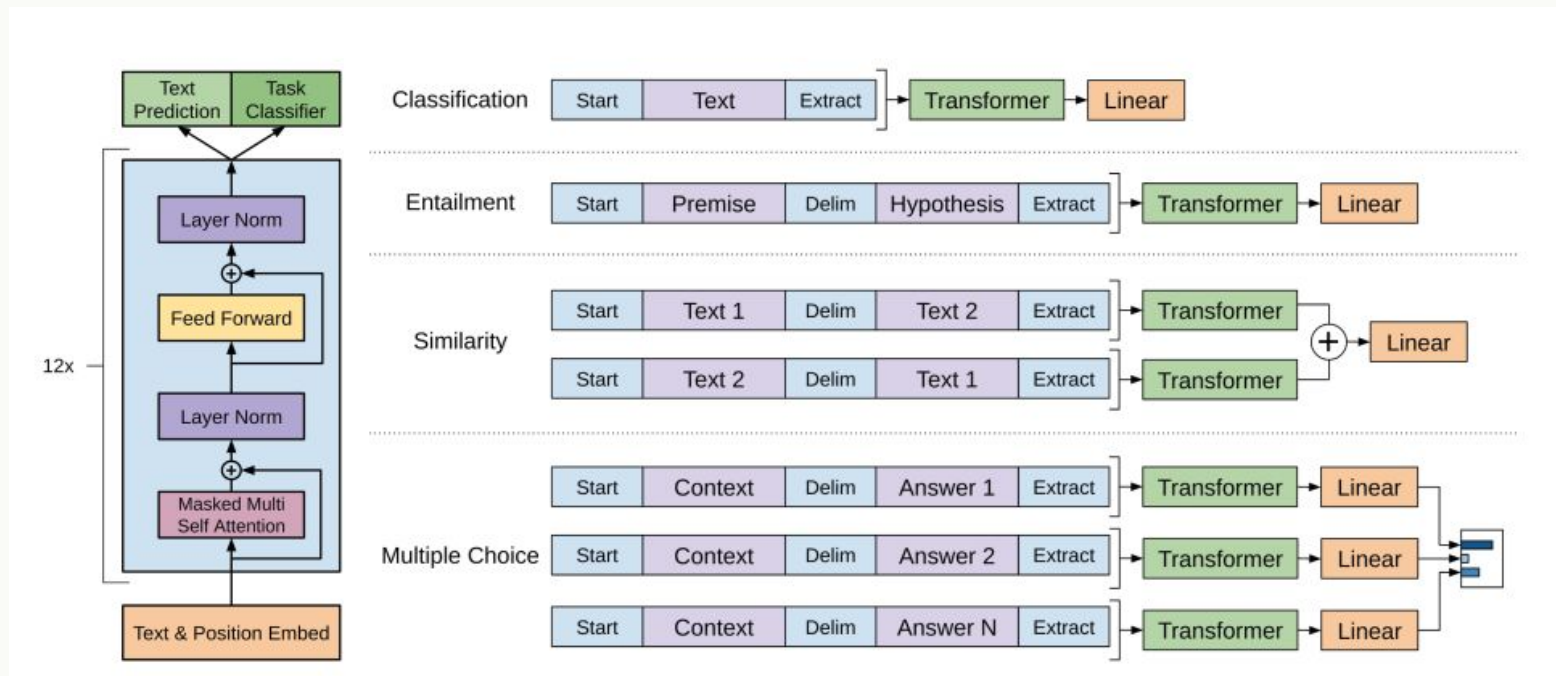 Text
Prediction
Task
Classifier
12x
Layer Norm
Feed Forward
Layer Norm
Masked Multi
Self Attention
Text & Position Embed
Classification
Start Text Extract Transformer Linear
Entailment
Start Premise Delim Hypothesis Extract Transformer Linear
Similarity
Start Text 1 Delim Text 2 Extract Transformer
Start Text 2 Delim Text 1 Extract Transformer
+ Linear
Multiple Choice
Start Context Delim Answer 1 Extract Transformer Linear
Start Context Delim Answer 2 Extract Transformer Linear
Start Context Delim Answer N Extract Transformer Linear